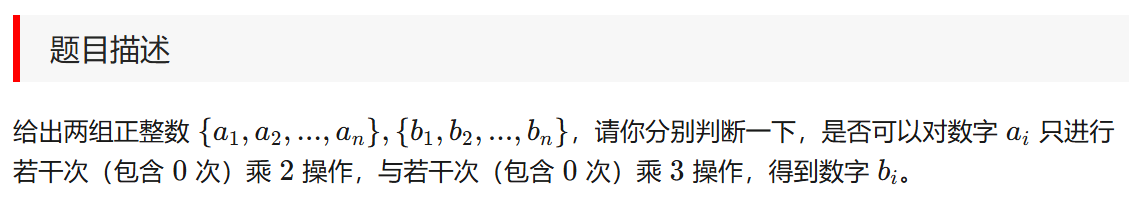 题目描述
给出两组正整数 {a₁, a₂, ..., aₙ}, {b₁, b₂, ..., bₙ}，请你分别判断一下，是否可以对数字 aᵢ 只进行
若干次（包含 0 次）乘 2 操作，与若干次（包含 0 次）乘 3 操作，得到数字 bᵢ。